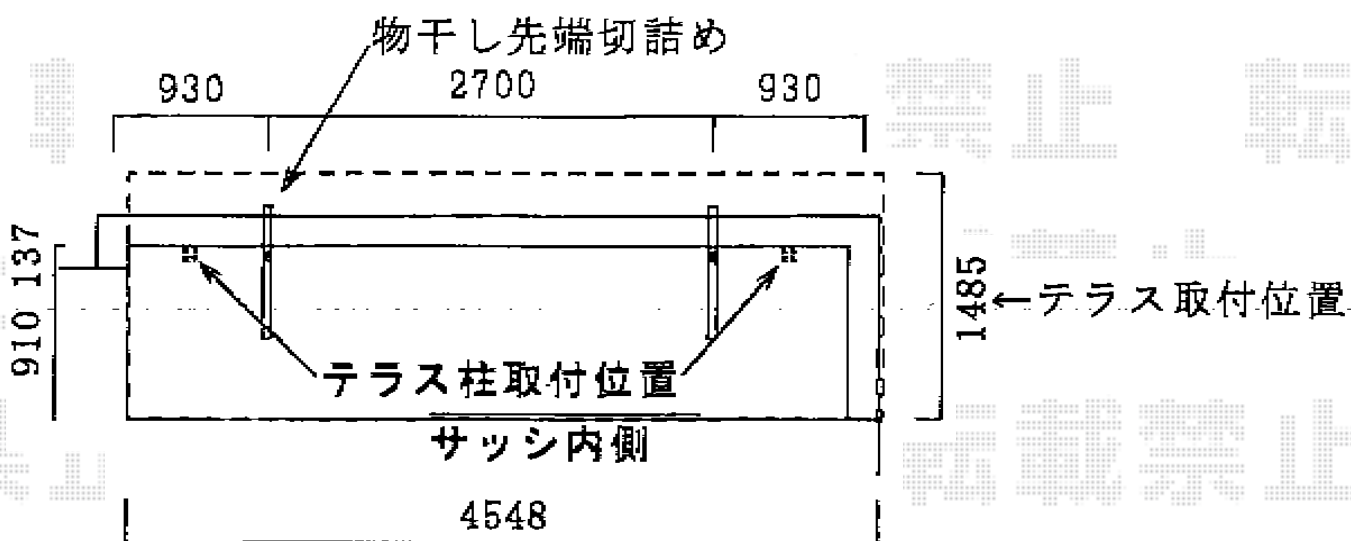 物干し先端切詰め
930 2700 930
910 137
1485
←テラス取付位置
テラス柱取付位置
サッシ内側
4548
禁止 転
転載禁止